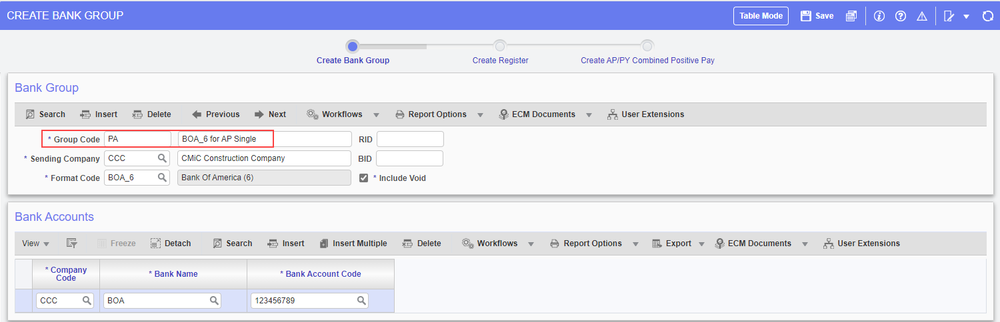 CREATE BANK GROUP Table Mode Save
Create Bank Group Create Register Create AP/PY Combined Positive Pay
Bank Group
Search Insert Delete Previous Next Workflows Report Options ECM Documents User Extensions
* Group Code PA BOA_6 for AP Single RID
* Sending Company CCC CMiC Construction Company BID
* Format Code BOA_6 Bank Of America (6) * Include Void
Bank Accounts
View Freeze Detach Search Insert Insert Multiple Delete Workflows Report Options Export ECM Documents User Extensions
* Company Code * Bank Name * Bank Account Code
CCC BOA 123456789